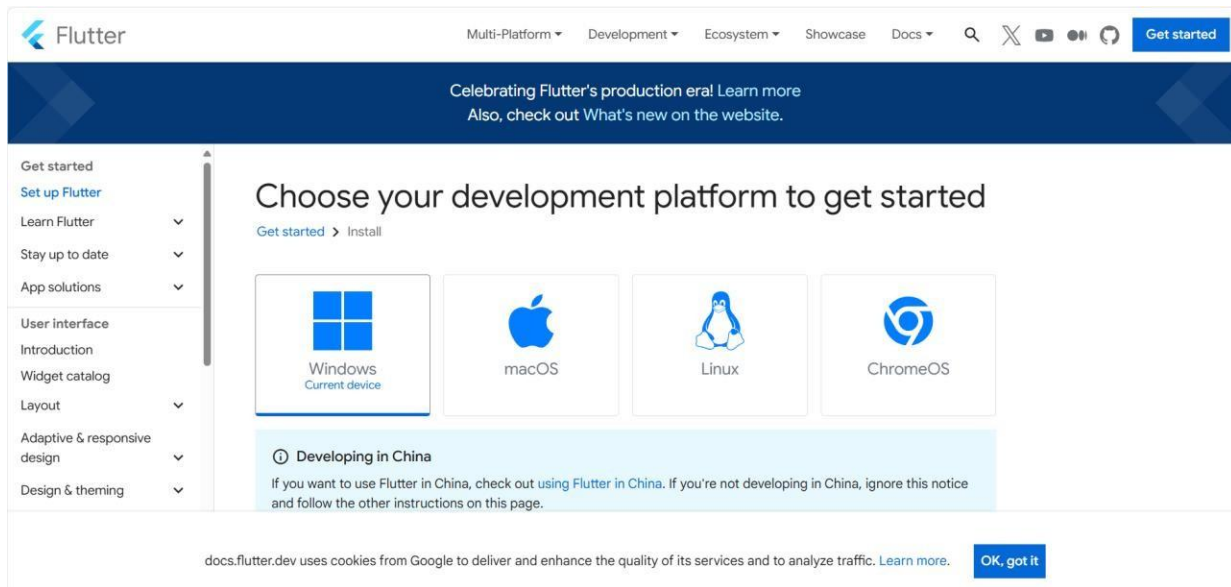 Flutter
Multi-Platform
Development
Ecosystem
Showcase
Docs
Get started
Celebrating Flutter's production era! Learn more
Also, check out What's new on the website.
Get started
Set up Flutter
Learn Flutter
Stay up to date
App solutions
User interface
Introduction
Widget catalog
Layout
Adaptive & responsive
design
Design & theming
Choose your development platform to get started
Get started > Install
Windows
Current device
macOS
Linux
ChromeOS
Developing in China
If you want to use Flutter in China, check out using Flutter in China. If you're not developing in China, ignore this notice
and follow the other instructions on this page.
docs.flutter.dev uses cookies from Google to deliver and enhance the quality of its services and to analyze traffic. Learn more.
OK, got it